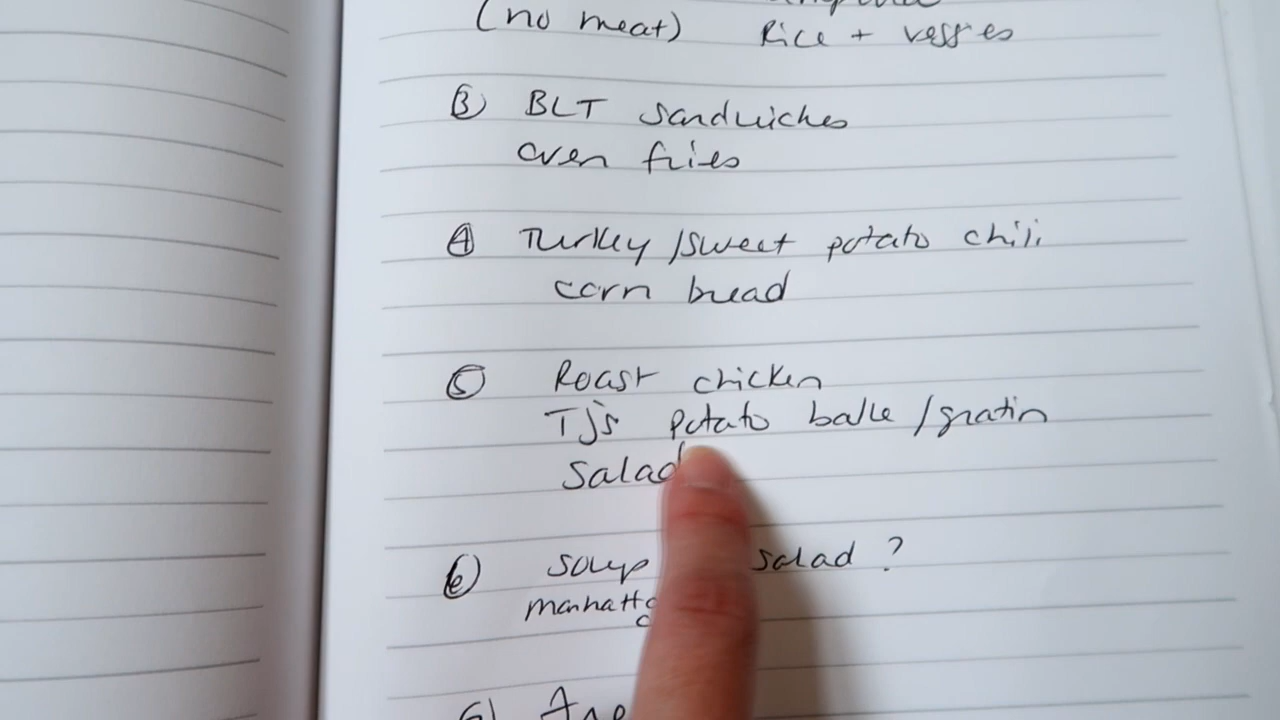 (no meat) Rice + veggies
③ BLT sandwiches
oven fries
④ Turkey / sweet potato chili
corn bread
⑤ Roast chicken
TJ's potato bake / gratin
Salad
⑥ soup salad ?